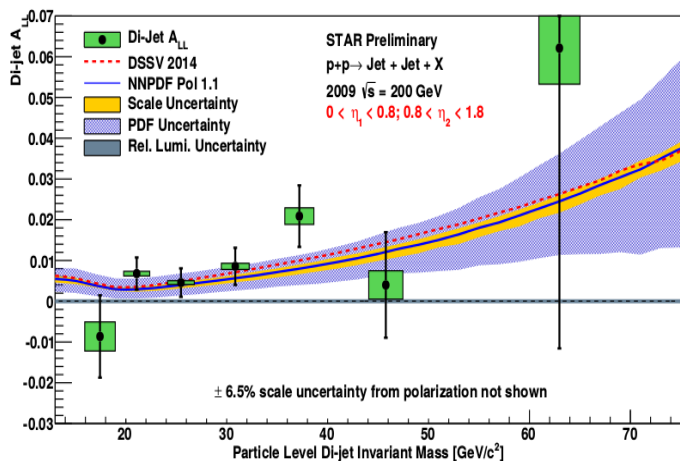 Di-jet A_LL
0.07
0.06
0.05
0.04
0.03
0.02
0.01
0
-0.01
-0.02
-0.03
Di-Jet A_LL
DSSV 2014
NNPDF Pol 1.1
Scale Uncertainty
PDF Uncertainty
Rel. Lumi. Uncertainty
STAR Preliminary
p+p→ Jet + Jet + X
2009 √s = 200 GeV
0 < η₁ < 0.8; 0.8 < η₂ < 1.8
± 6.5% scale uncertainty from polarization not shown
20 30 40 50 60 70
Particle Level Di-jet Invariant Mass [GeV/c²]